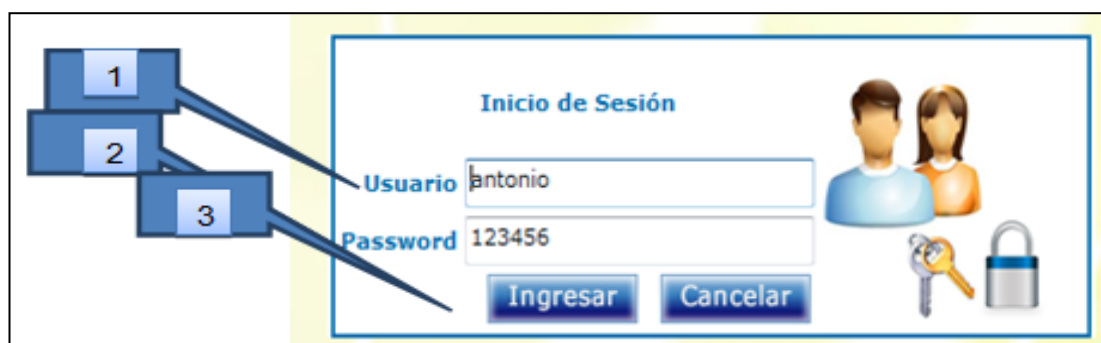 1
2
3
Inicio de Sesión
Usuario antonio
Password 123456
Ingresar Cancelar